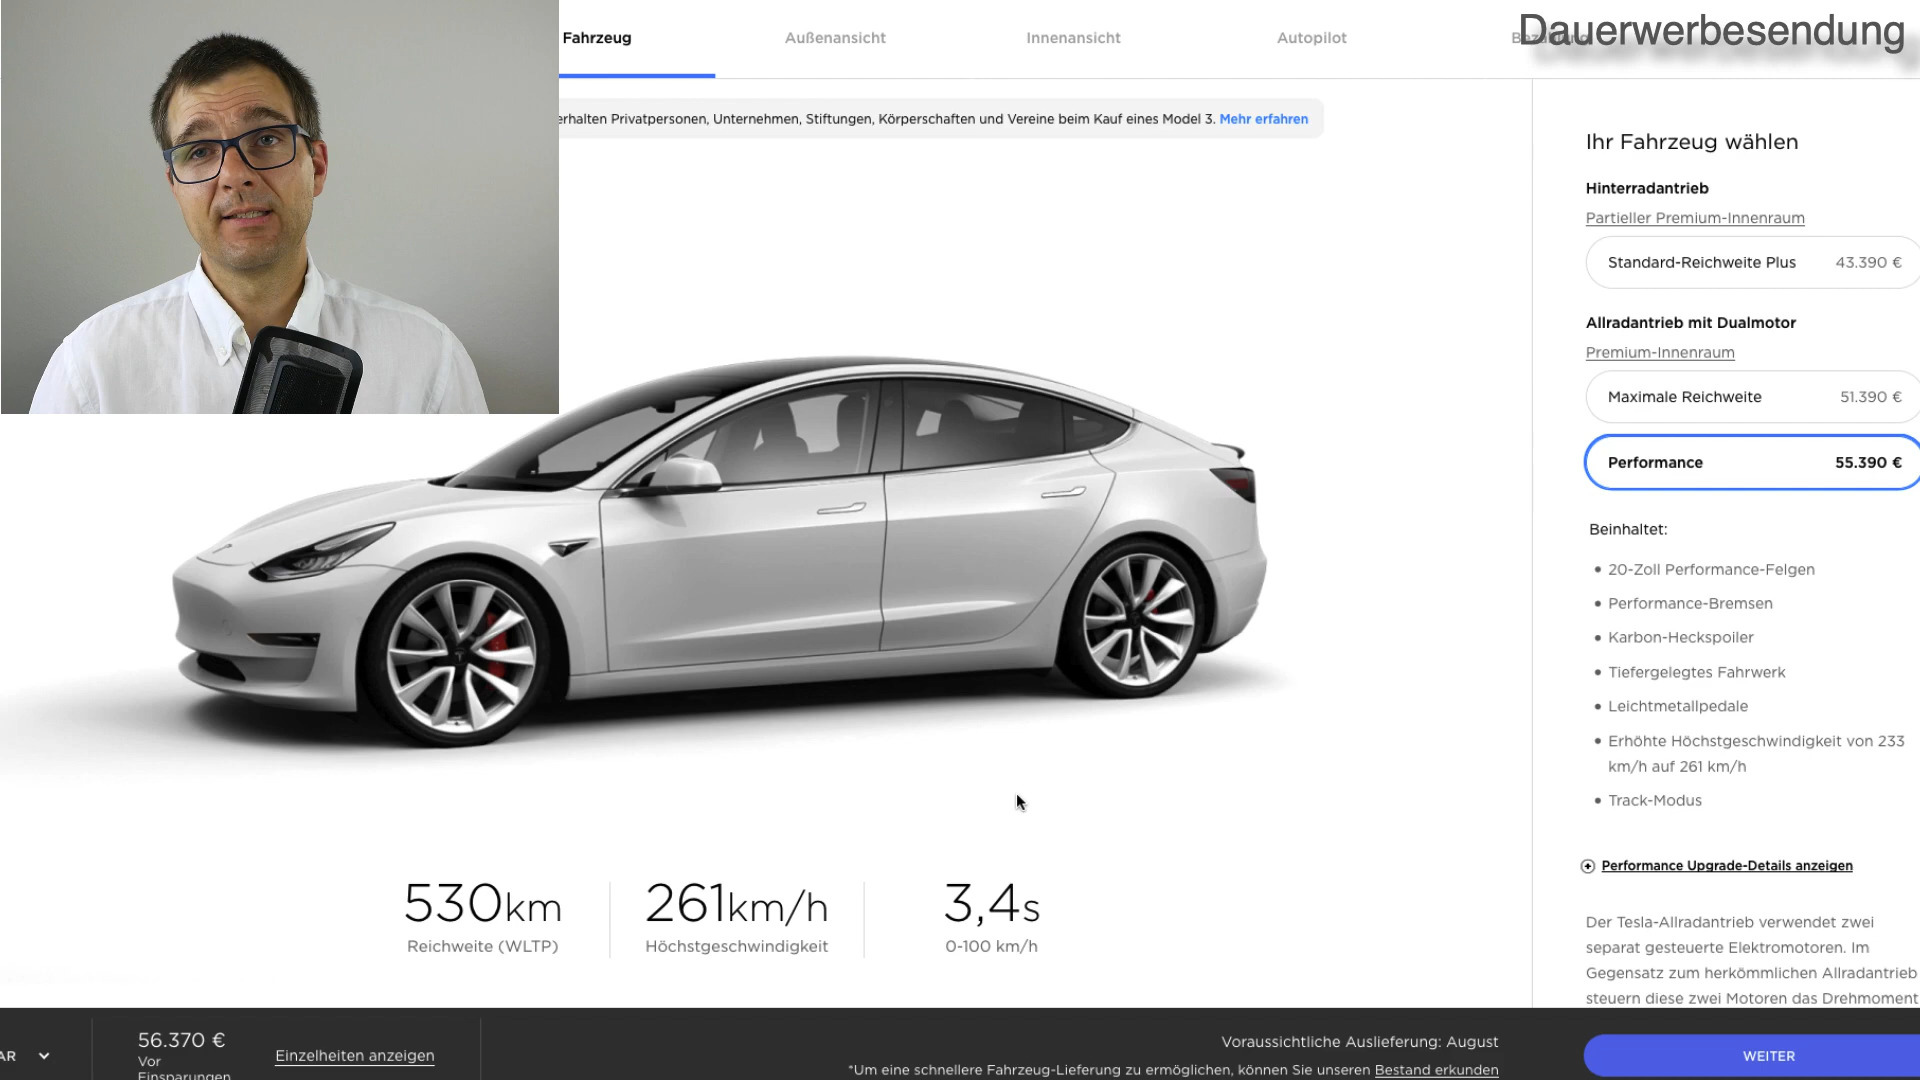 Fahrzeug
Außenansicht
Innenansicht
Autopilot
Dauerwerbesendung
erhalten Privatpersonen, Unternehmen, Stiftungen, Körperschaften und Vereine beim Kauf eines Model 3. Mehr erfahren
Ihr Fahrzeug wählen
Hinterradantrieb
Partieller Premium-Innenraum
Standard-Reichweite Plus 43.390 €
Allradantrieb mit Dualmotor
Premium-Innenraum
Maximale Reichweite 51.390 €
Performance 55.390 €
Beinhaltet:
• 20-Zoll Performance-Felgen
• Performance-Bremsen
• Karbon-Heckspoiler
• Tiefergelegtes Fahrwerk
• Leichtmetallpedale
• Erhöhte Höchstgeschwindigkeit von 233
km/h auf 261 km/h
• Track-Modus
Performance Upgrade-Details anzeigen
Der Tesla-Allradantrieb verwendet zwei
separat gesteuerte Elektromotoren. Im
Gegensatz zum herkömmlichen Allradantrieb
steuern diese zwei Motoren das Drehmoment
530km
Reichweite (WLTP)
261km/h
Höchstgeschwindigkeit
3,4s
0-100 km/h
AR
56.370 €
Vor
Einsparungen
Einzelheiten anzeigen
Voraussichtliche Auslieferung: August
*Um eine schnellere Fahrzeug-Lieferung zu ermöglichen, können Sie unseren Bestand erkunden
WEITER